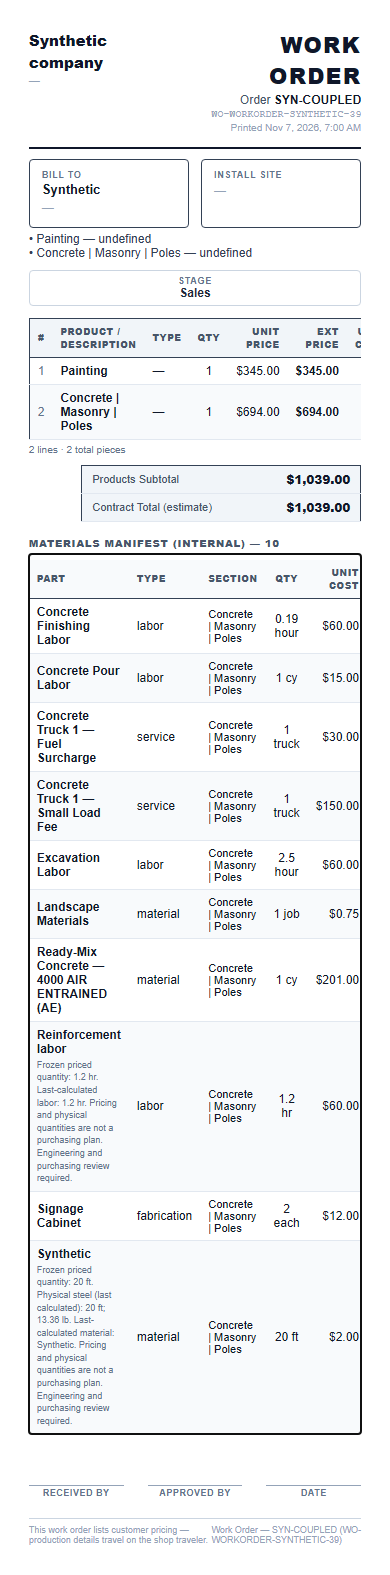 Synthetic
company
—
WORK
ORDER
Order SYN-COUPLED
WO-WORKORDER-SYNTHETIC-39
Printed Nov 7, 2026, 7:00 AM
BILL TO
Synthetic
—
INSTALL SITE
—
• Painting — undefined
• Concrete | Masonry | Poles — undefined
STAGE
Sales
# PRODUCT / DESCRIPTION TYPE QTY UNIT PRICE EXT PRICE U C
1 Painting — 1 $345.00 $345.00
2 Concrete | Masonry | Poles — 1 $694.00 $694.00
2 lines · 2 total pieces
Products Subtotal $1,039.00
Contract Total (estimate) $1,039.00
MATERIALS MANIFEST (INTERNAL) — 10
PART TYPE SECTION QTY UNIT COST
Concrete Finishing Labor labor Concrete | Masonry | Poles 0.19 hour $60.00
Concrete Pour Labor labor Concrete | Masonry | Poles 1 cy $15.00
Concrete Truck 1 — Fuel Surcharge service Concrete | Masonry | Poles 1 truck $30.00
Concrete Truck 1 — Small Load Fee service Concrete | Masonry | Poles 1 truck $150.00
Excavation Labor labor Concrete | Masonry | Poles 2.5 hour $60.00
Landscape Materials material Concrete | Masonry | Poles 1 job $0.75
Ready-Mix Concrete — 4000 AIR ENTRAINED (AE) material Concrete | Masonry | Poles 1 cy $201.00
Reinforcement labor labor Concrete | Masonry | Poles 1.2 hr $60.00
Frozen priced
quantity: 1.2 hr.
Last-calculated
labor: 1.2 hr. Pricing
and physical
quantities are not a
purchasing plan.
Engineering and
purchasing review
required.
Signage Cabinet fabrication Concrete | Masonry | Poles 2 each $12.00
Synthetic material Concrete | Masonry | Poles 20 ft $2.00
Frozen priced
quantity: 20 ft.
Physical steel (last
calculated): 20 ft;
13.36 lb. Last-
calculated material:
Synthetic. Pricing
and physical
quantities are not a
purchasing plan.
Engineering and
purchasing review
required.
RECEIVED BY APPROVED BY DATE
This work order lists customer pricing —
production details travel on the shop traveler.
Work Order — SYN-COUPLED (WO-
WORKORDER-SYNTHETIC-39)